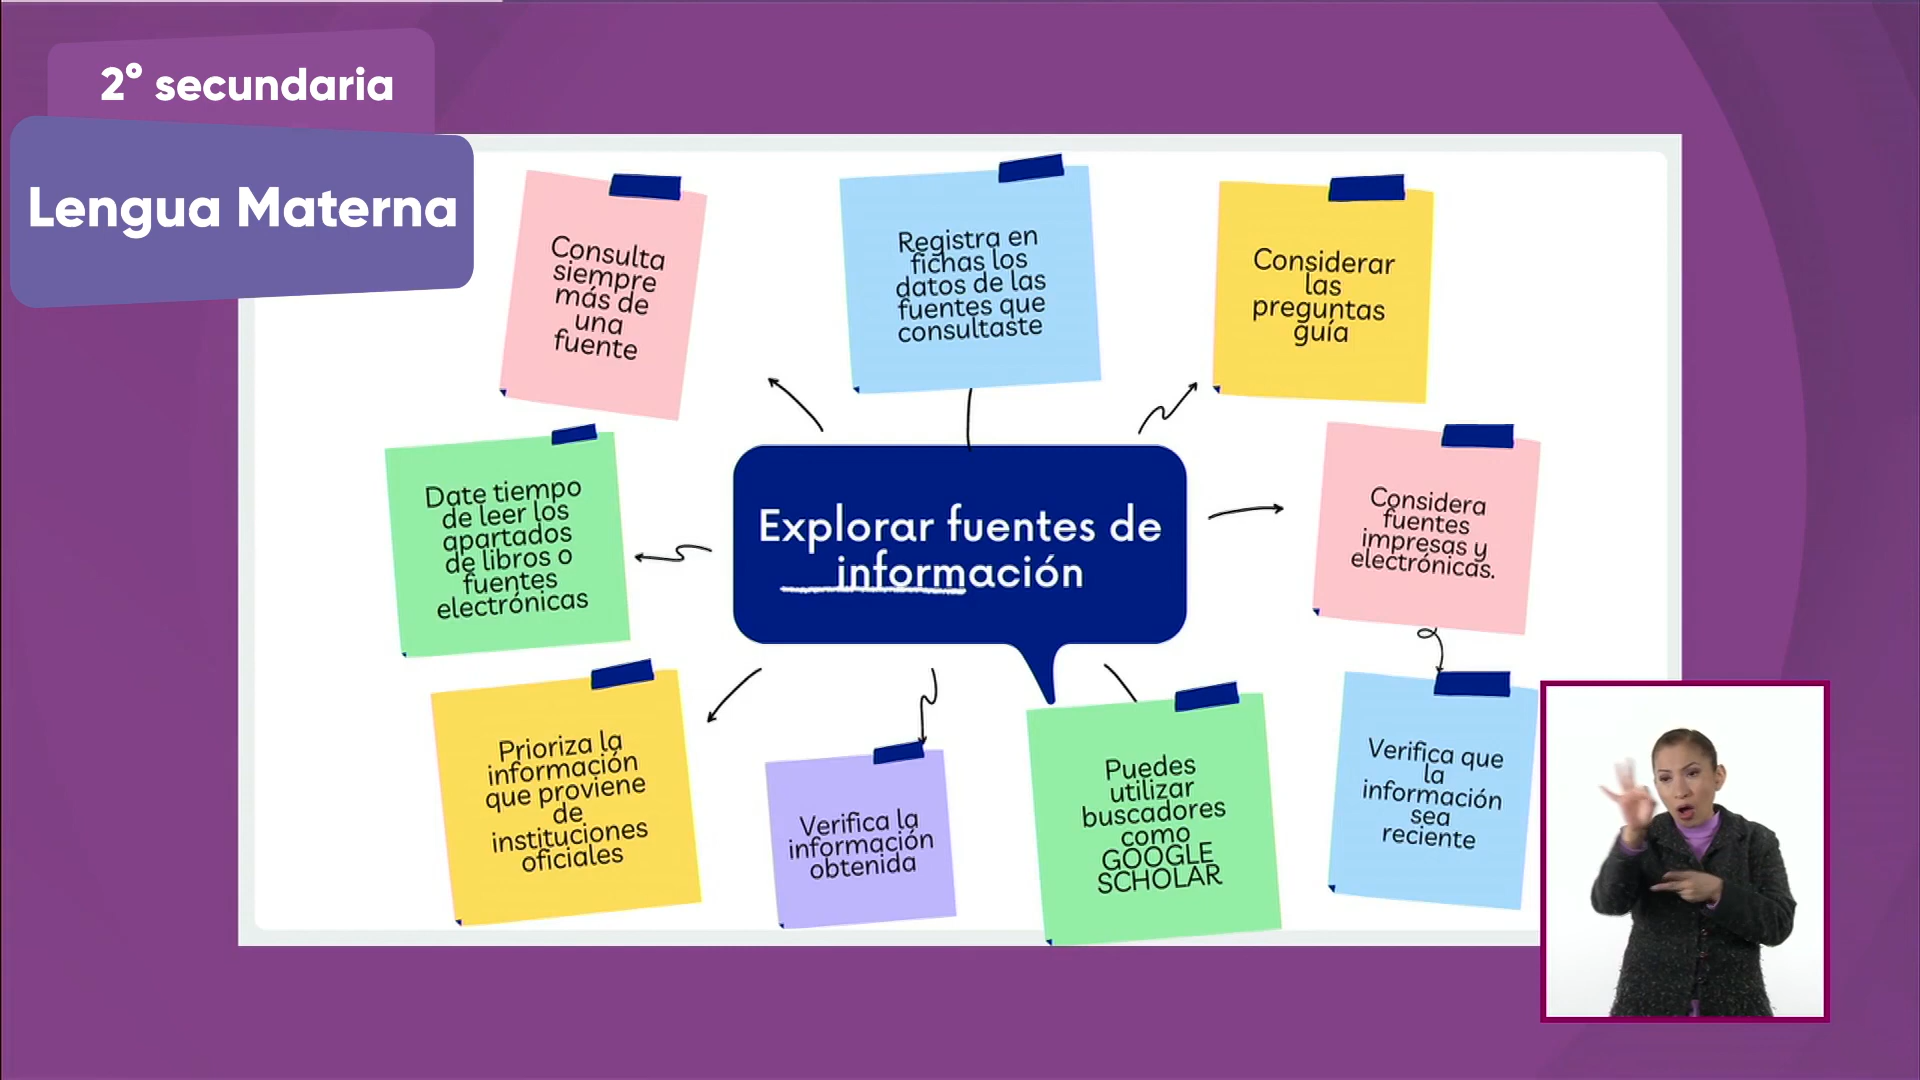 2° secundaria
Lengua Materna
Consulta
siempre
más de
una
fuente
Registra en
fichas los
datos de las
fuentes que
consultaste
Considerar
las
preguntas
guía
Date tiempo
de leer los
apartados
de libros o
fuentes
electrónicas
Explorar fuentes de
información
Considera
fuentes
impresas y
electrónicas.
Prioriza la
información
que proviene
de
instituciones
oficiales
Verifica la
información
obtenida
Puedes
utilizar
buscadores
como
GOOGLE
SCHOLAR
Verifica que
la
información
sea
reciente